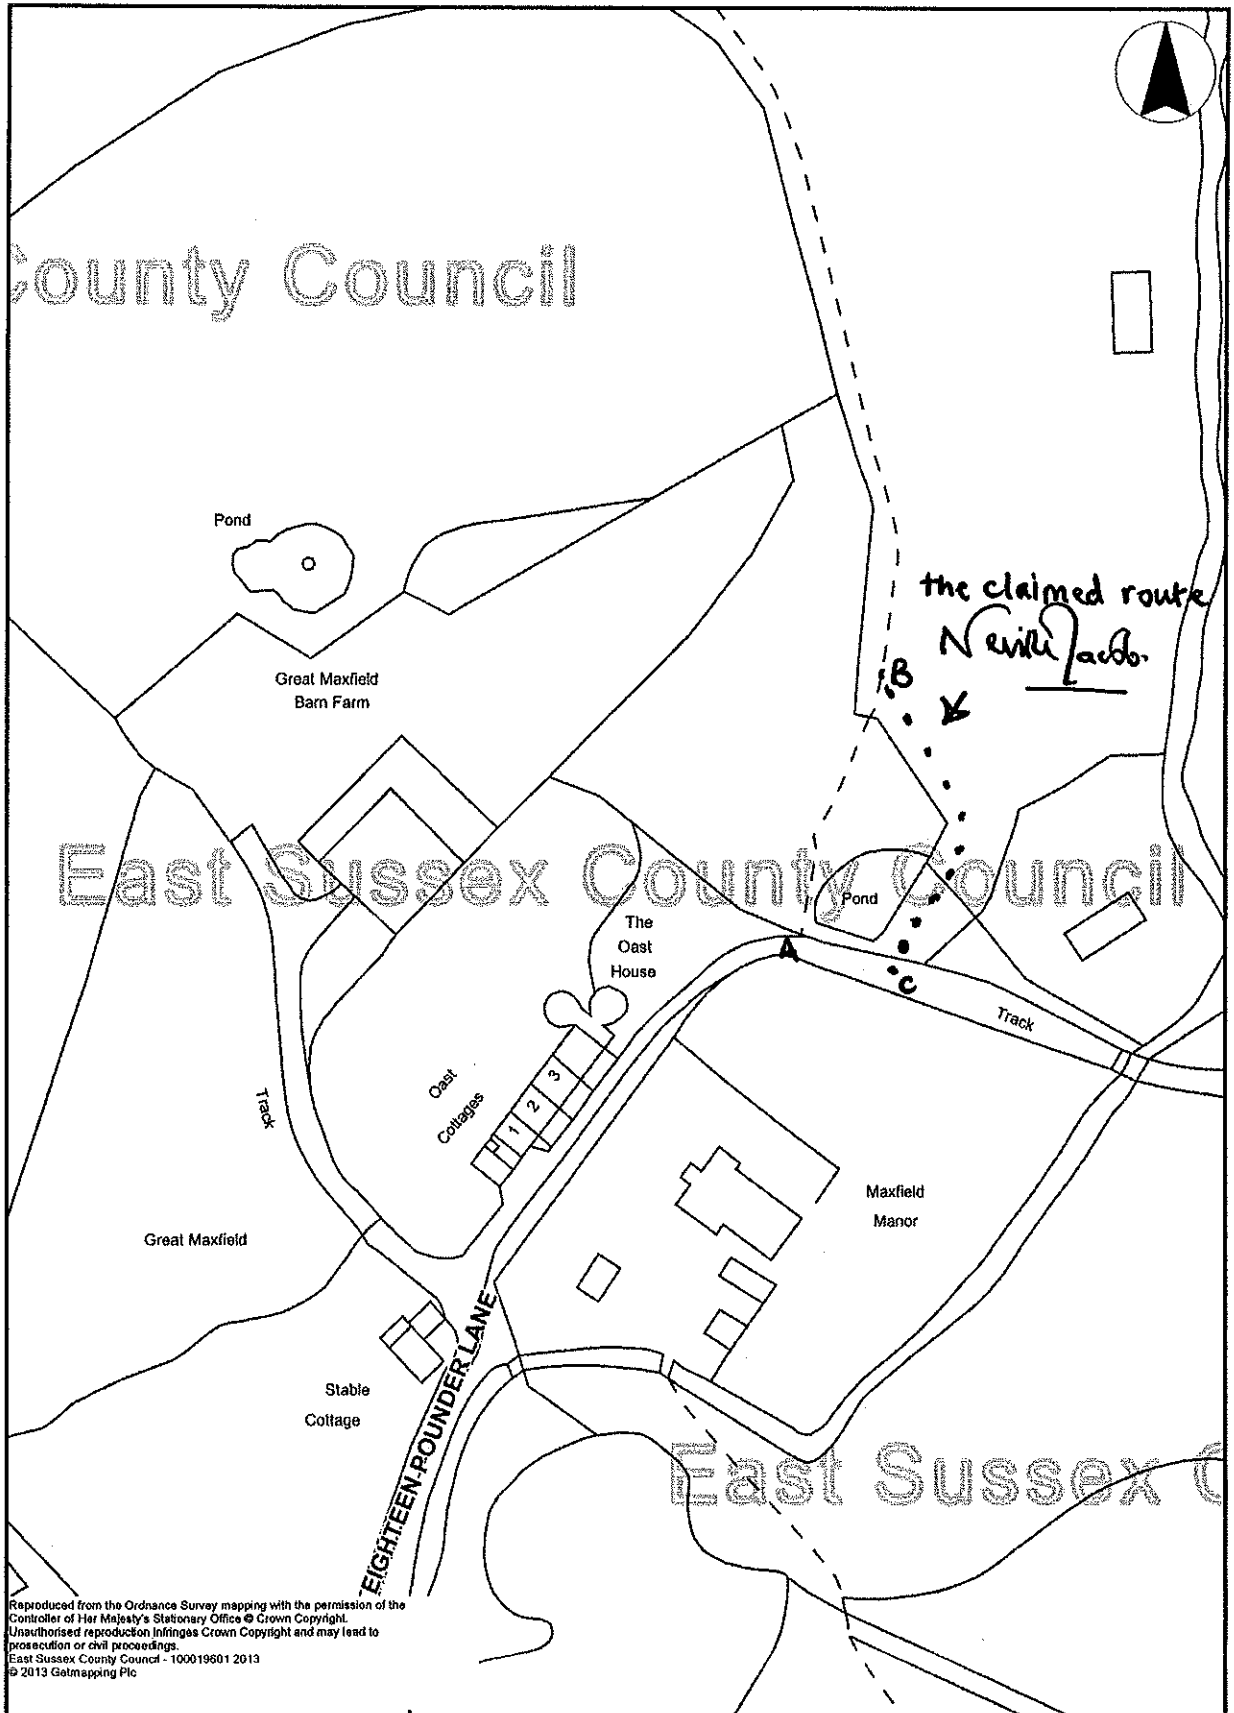 County Council
Pond
the claimed route
B
Great Maxfield
Barn Farm
East Sussex County Council
Pond
The
Oast
House
A
C
Track
Oast
Cottages
1
2
3
Track
Maxfield
Manor
Great Maxfield
EIGHTEEN-POUNDER LANE
Stable
Cottage
East Sussex C
Reproduced from the Ordnance Survey mapping with the permission of the
Controller of Her Majesty's Stationary Office © Crown Copyright.
Unauthorised reproduction infringes Crown Copyright and may lead to
prosecution or civil proceedings.
East Sussex County Council - 100019601 2013
© 2013 Getmapping Plc